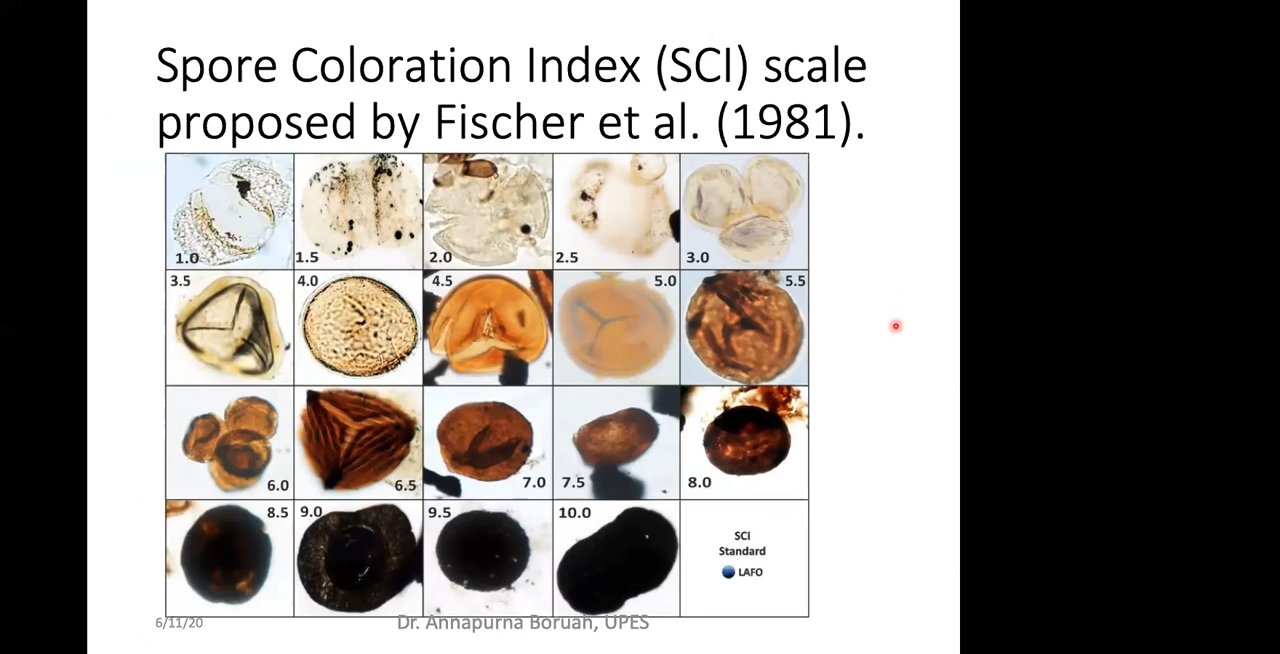 Spore Coloration Index (SCI) scale
proposed by Fischer et al. (1981).
1.0 1.5 2.0 2.5 3.0
3.5 4.0 4.5 5.0 5.5
6.0 6.5 7.0 7.5 8.0
8.5 9.0 9.5 10.0
SCI
Standard
LAFO
6/11/20 Dr. Annapurna Boruah, UPES